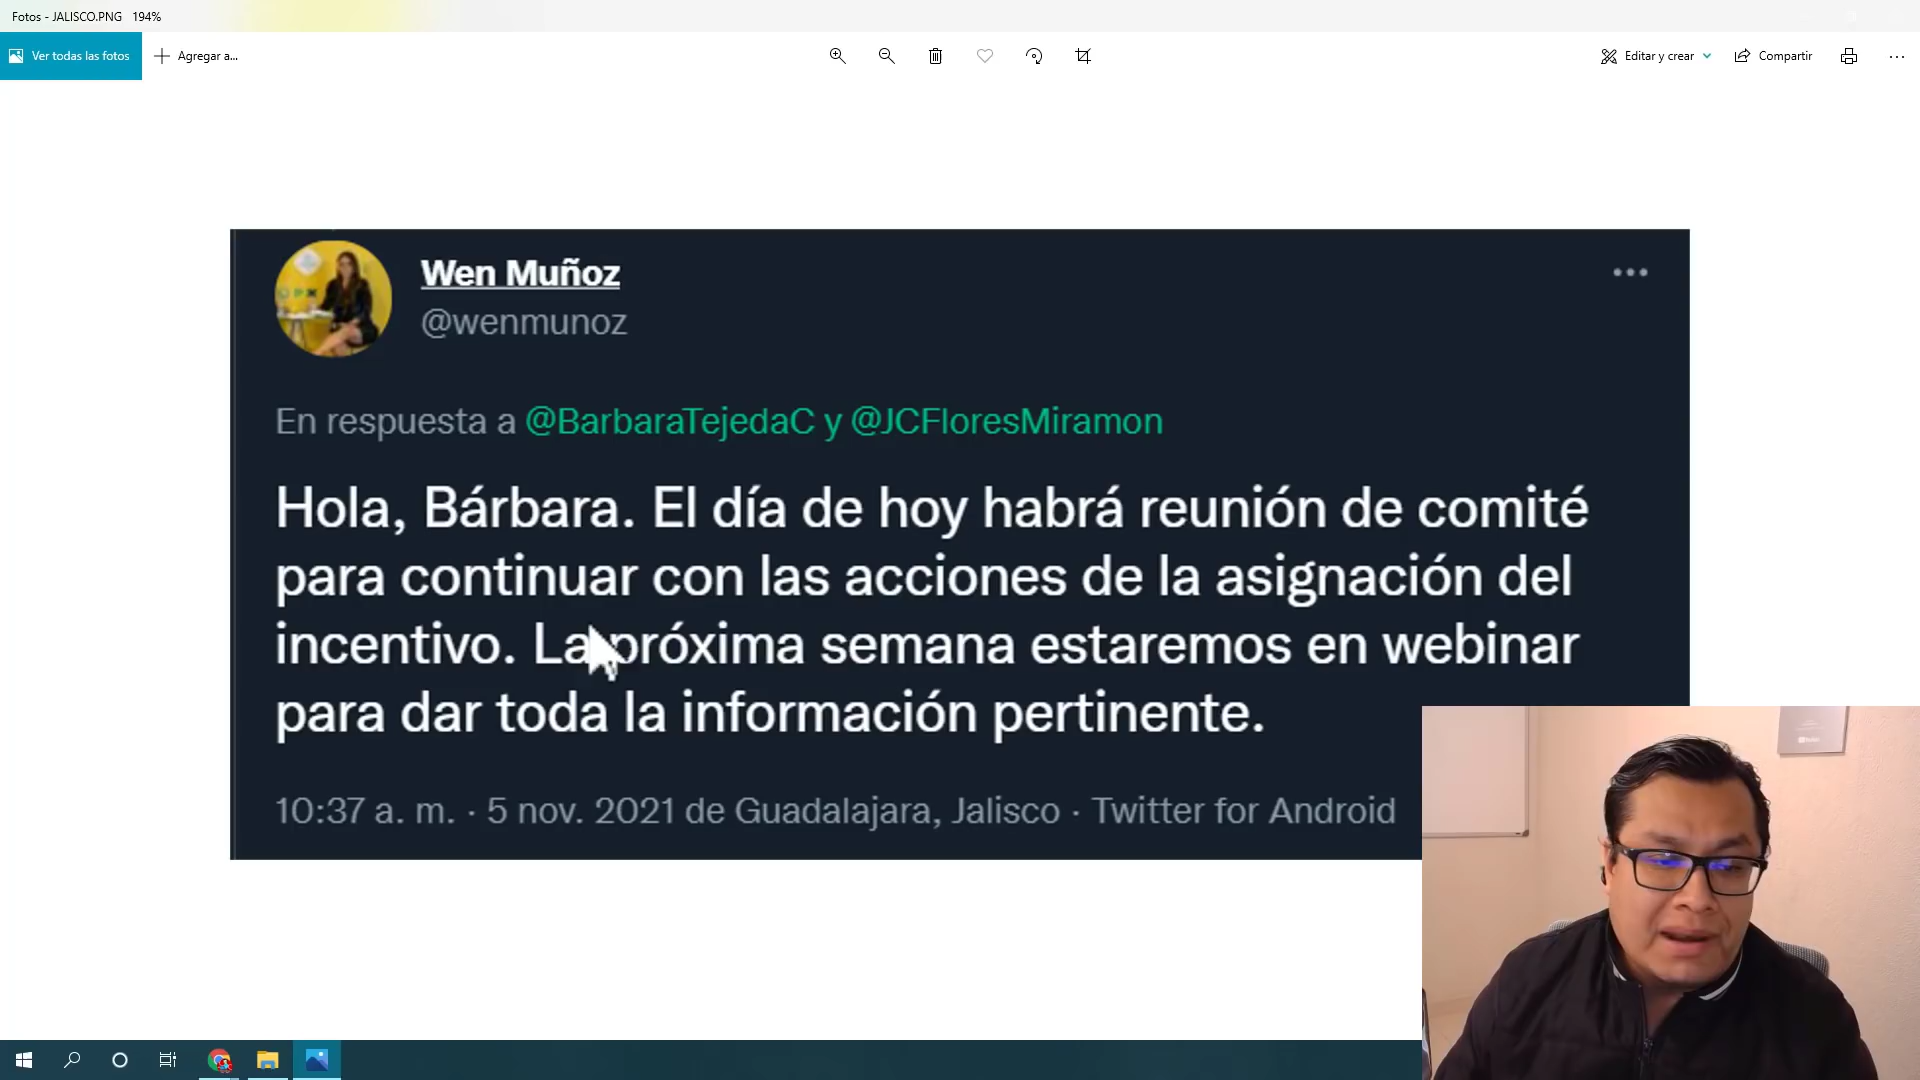 Fotos - JALISCO.PNG 194%
Ver todas las fotos
Agregar a...
Editar y crear
Compartir
Wen Muñoz
@wenmunoz
En respuesta a @BarbaraTejedaC y @JCFloresMiramon
Hola, Bárbara. El día de hoy habrá reunión de comité
para continuar con las acciones de la asignación del
incentivo. La próxima semana estaremos en webinar
para dar toda la información pertinente.
10:37 a. m. · 5 nov. 2021 de Guadalajara, Jalisco · Twitter for Android